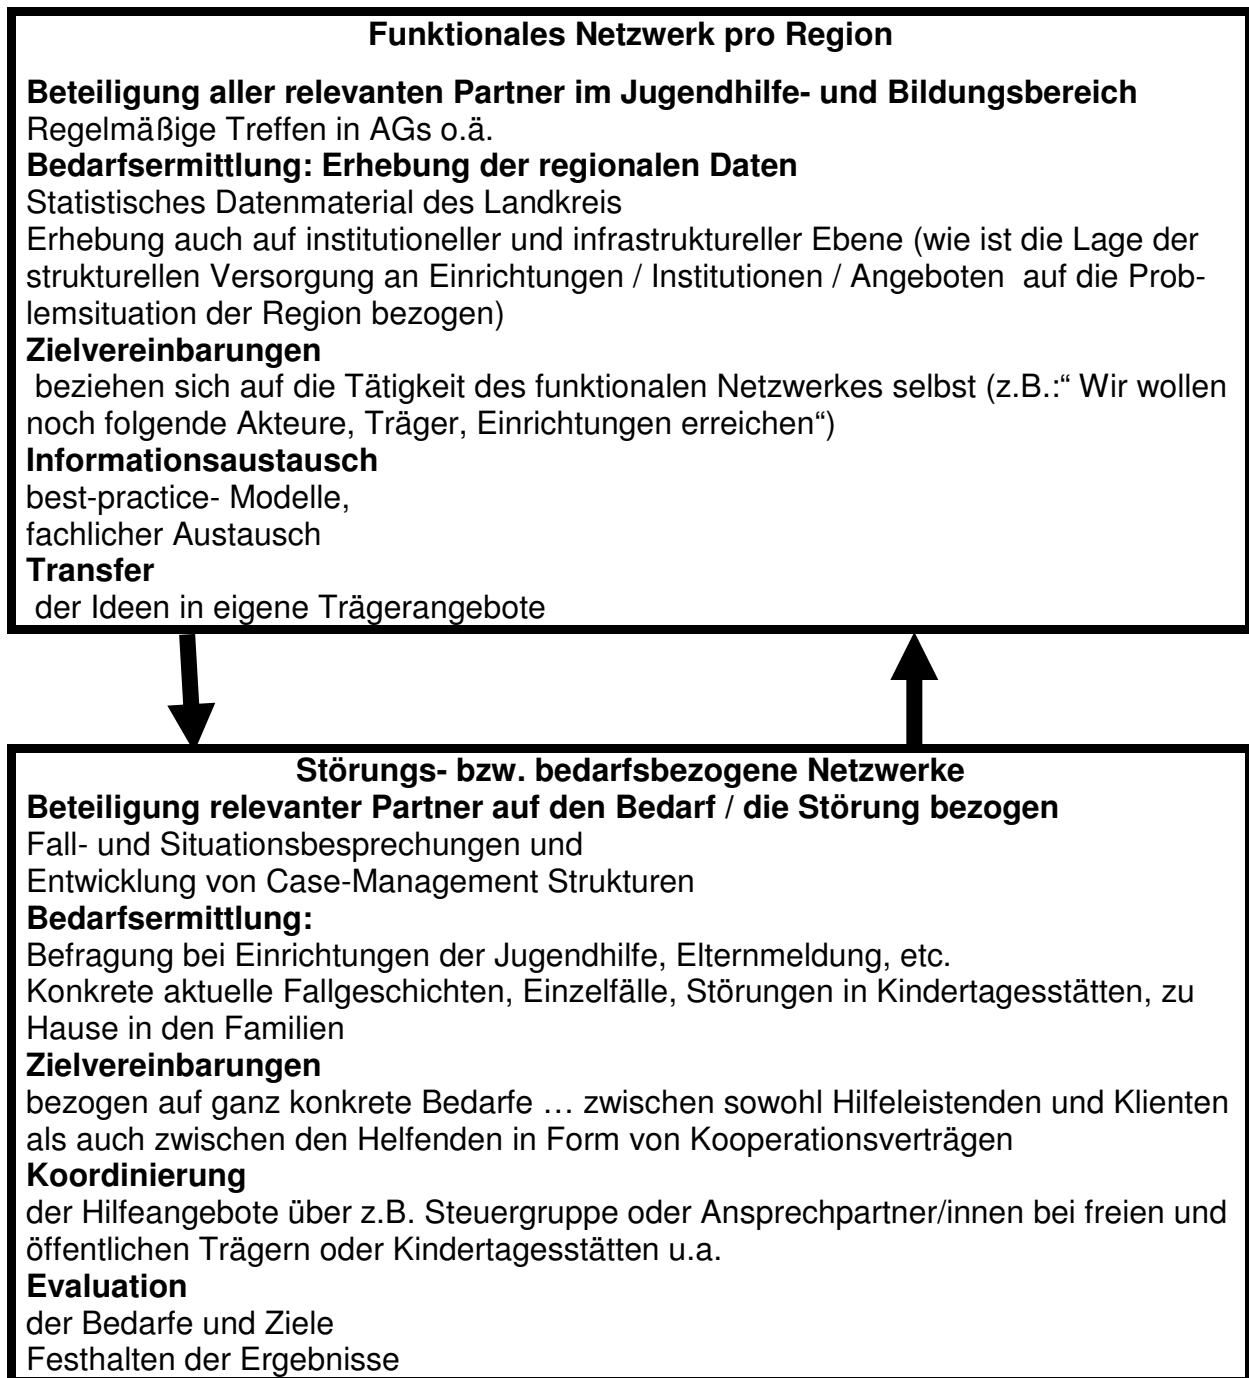 Funktionales Netzwerk pro Region
Beteiligung aller relevanten Partner im Jugendhilfe- und Bildungsbereich
Regelmäßige Treffen in AGs o.ä.
Bedarfsermittlung: Erhebung der regionalen Daten
Statistisches Datenmaterial des Landkreis
Erhebung auch auf institutioneller und infrastruktureller Ebene (wie ist die Lage der
strukturellen Versorgung an Einrichtungen / Institutionen / Angeboten  auf die Prob-
lemsituation der Region bezogen)
Zielvereinbarungen
beziehen sich auf die Tätigkeit des funktionalen Netzwerkes selbst (z.B.:“ Wir wollen
noch folgende Akteure, Träger, Einrichtungen erreichen“)
Informationsaustausch
best-practice- Modelle,
fachlicher Austausch
Transfer
der Ideen in eigene Trägerangebote
Störungs- bzw. bedarfsbezogene Netzwerke
Beteiligung relevanter Partner auf den Bedarf / die Störung bezogen
Fall- und Situationsbesprechungen und
Entwicklung von Case-Management Strukturen
Bedarfsermittlung:
Befragung bei Einrichtungen der Jugendhilfe, Elternmeldung, etc.
Konkrete aktuelle Fallgeschichten, Einzelfälle, Störungen in Kindertagesstätten, zu
Hause in den Familien
Zielvereinbarungen
bezogen auf ganz konkrete Bedarfe … zwischen sowohl Hilfeleistenden und Klienten
als auch zwischen den Helfenden in Form von Kooperationsverträgen
Koordinierung
der Hilfeangebote über z.B. Steuergruppe oder Ansprechpartner/innen bei freien und
öffentlichen Trägern oder Kindertagesstätten u.a.
Evaluation
der Bedarfe und Ziele
Festhalten der Ergebnisse